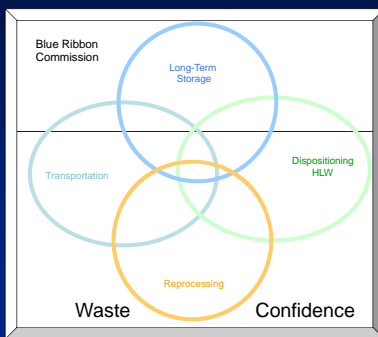 Blue Ribbon
Commission
Long-Term
Storage
Transportation
Dispositioning
HLW
Reprocessing
Waste
Confidence